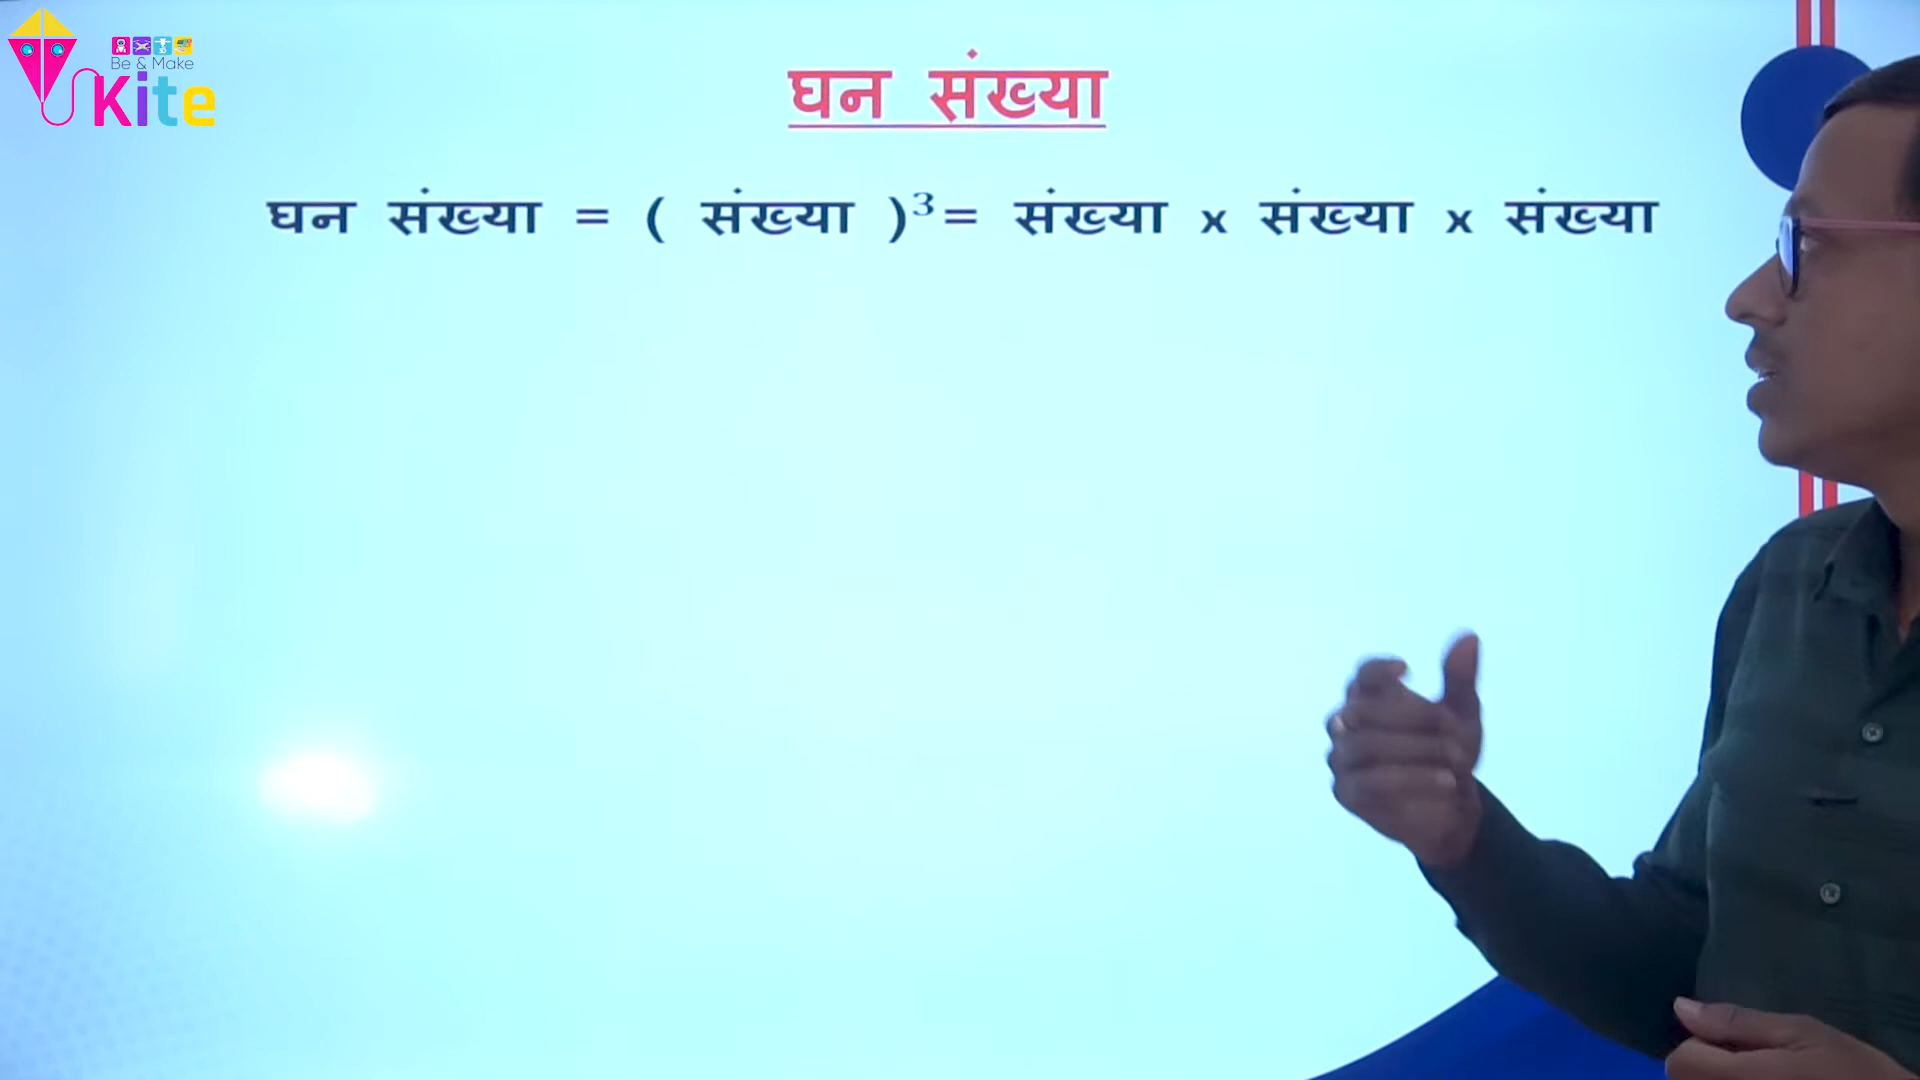 Be & Make
Kite
घन संख्या
घन संख्या = ( संख्या )³= संख्या x संख्या x संख्या